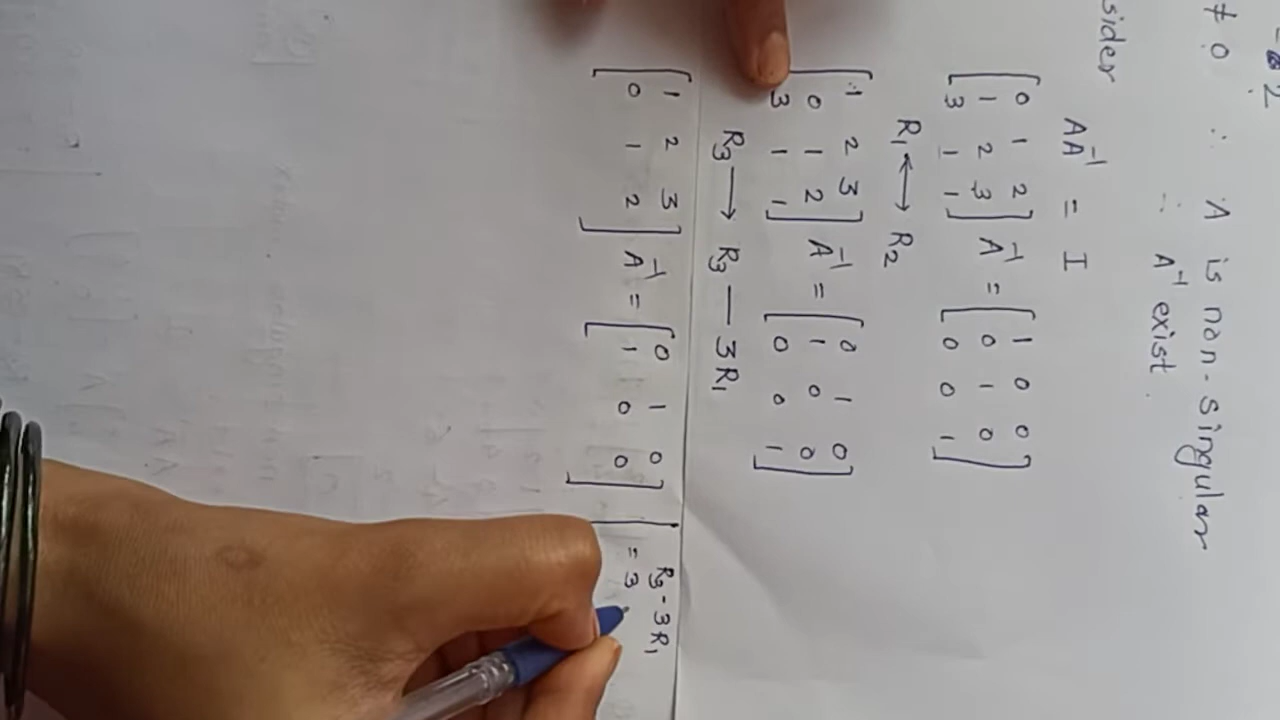 -2
≠ 0 ∴ A is non-singular
∴ A⁻¹ exist
sider
AA⁻¹ = I
[0 1 2
1 2 3
3 1 1] A⁻¹ = [1 0 0
0 1 0
0 0 1]
R₁ ⟷ R₂
[1 2 3
0 1 2
3 1 1] A⁻¹ = [0 1 0
1 0 0
0 0 1]
R₃ ⟶ R₃ — 3R₁
[1 2 3
0 1 2] A⁻¹ = [0 1 0
1 0 0]
R₃ - 3R₁
= 3